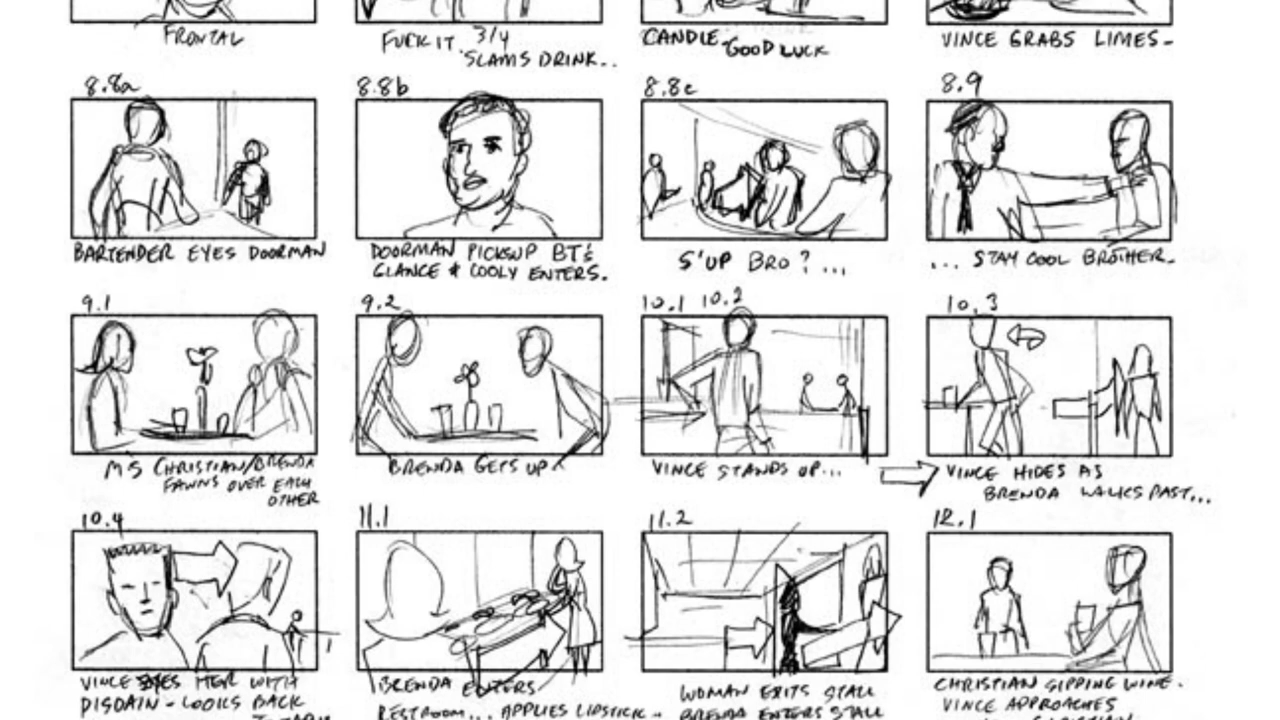 FRONTAL
FUCK IT. 3/4
SLAMS DRINK..
CANDLE-GOOD LUCK
VINCE GRABS LIMES-
8.8a
8.8b
8.8c
8.9
BARTENDER EYES DOORMAN
DOORMAN PICKSUP BT'S
GLANCE & COOLY ENTERS.
S'UP BRO?...
... STAY COOL BROTHER.
9.1
9.2
10.1 10.2
10.3
MS CHRISTIAN/BRENDA
FAWNS OVER EACH
OTHER
BRENDA GETS UP
VINCE STANDS UP...
VINCE HIDES AS
BRENDA WALKS PAST...
10.4
11.1
11.2
12.1
VINCE EYES HER WITH
DISDAIN - LOOKS BACK
BRENDA ENTERS
RESTROOM... APPLIES LIPSTICK..
WOMAN EXITS STALL
BRENDA ENTERS STALL
CHRISTIAN SIPPING WINE.
VINCE APPROACHES